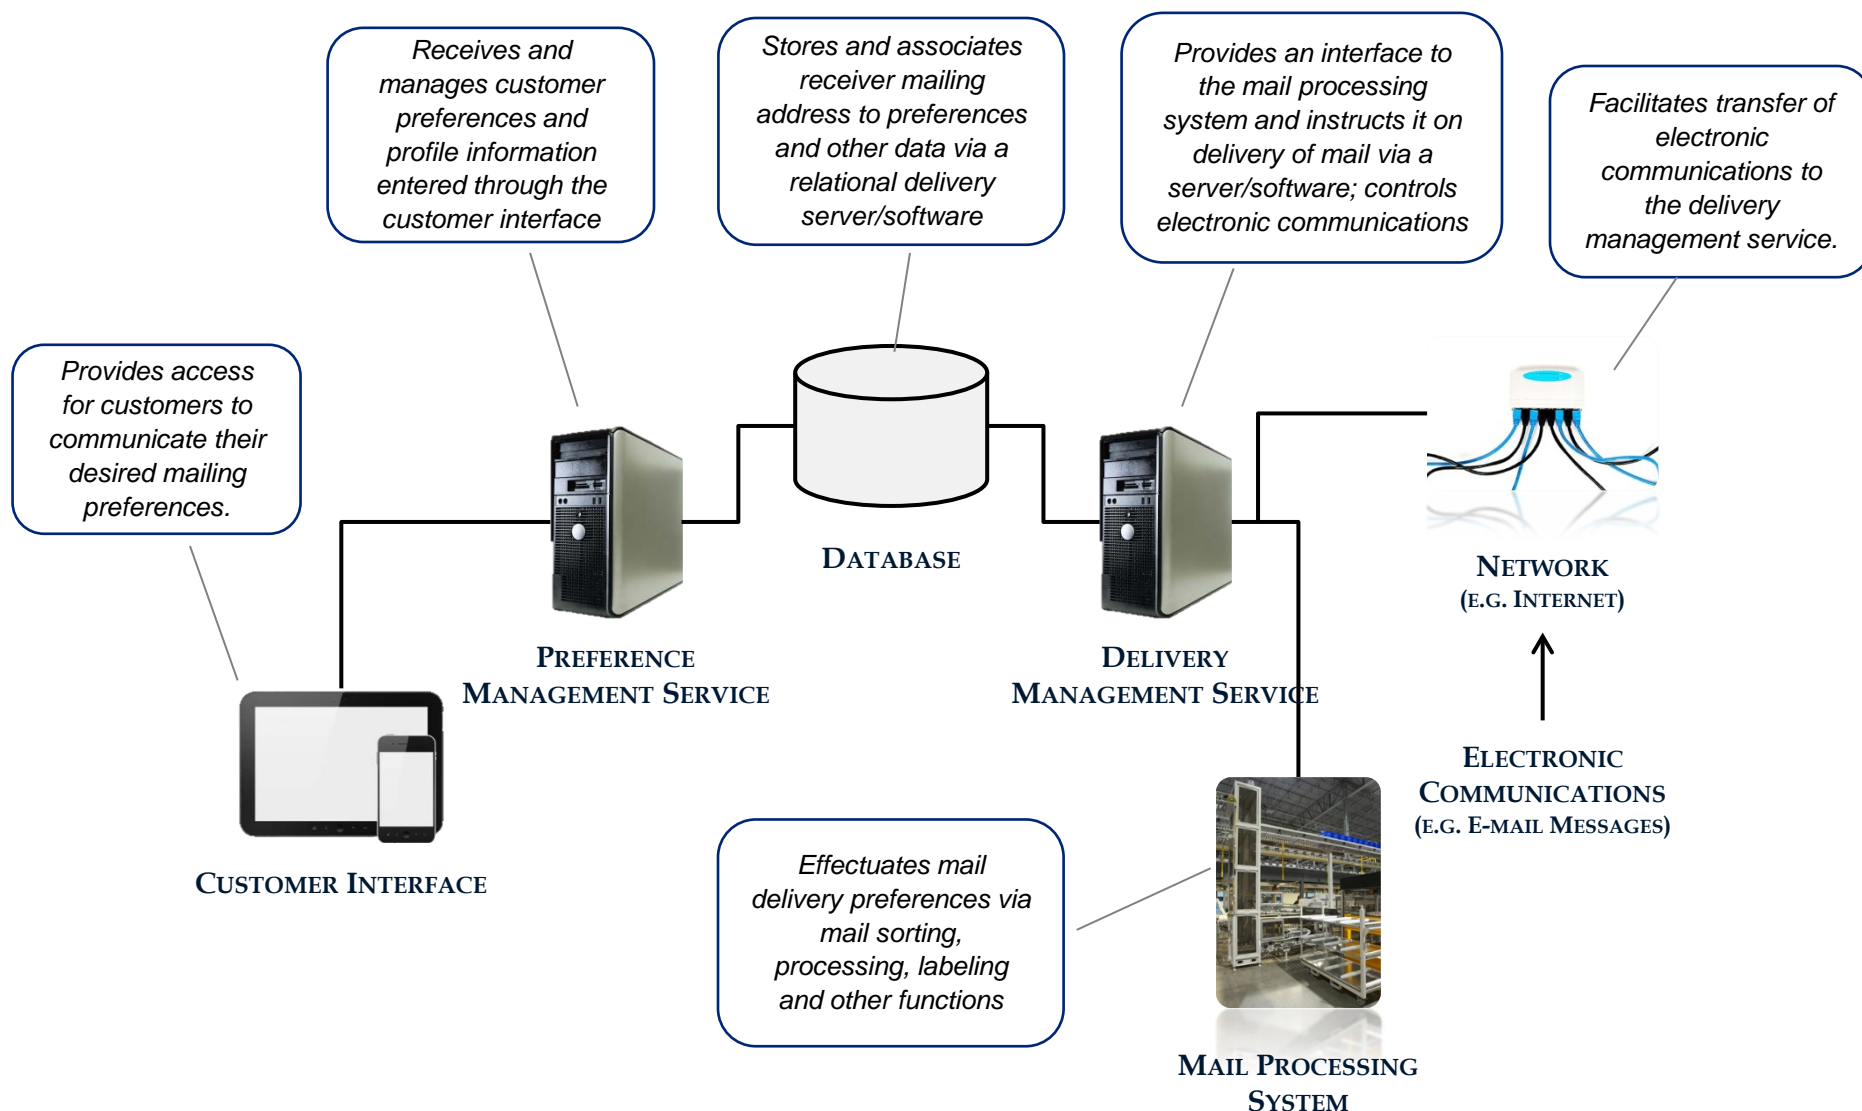 Receives and
manages customer
preferences and
profile information
entered through the
customer interface
Stores and associates
receiver mailing
address to preferences
and other data via a
relational delivery
server/software
Provides an interface to
the mail processing
system and instructs it on
delivery of mail via a
server/software; controls
electronic communications
Facilitates transfer of
electronic
communications to
the delivery
management service.
Provides access
for customers to
communicate their
desired mailing
preferences.
DATABASE
NETWORK
(E.G. INTERNET)
PREFERENCE
MANAGEMENT SERVICE
DELIVERY
MANAGEMENT SERVICE
ELECTRONIC
COMMUNICATIONS
(E.G. E-MAIL MESSAGES)
CUSTOMER INTERFACE
Effectuates mail
delivery preferences via
mail sorting,
processing, labeling
and other functions
MAIL PROCESSING
SYSTEM